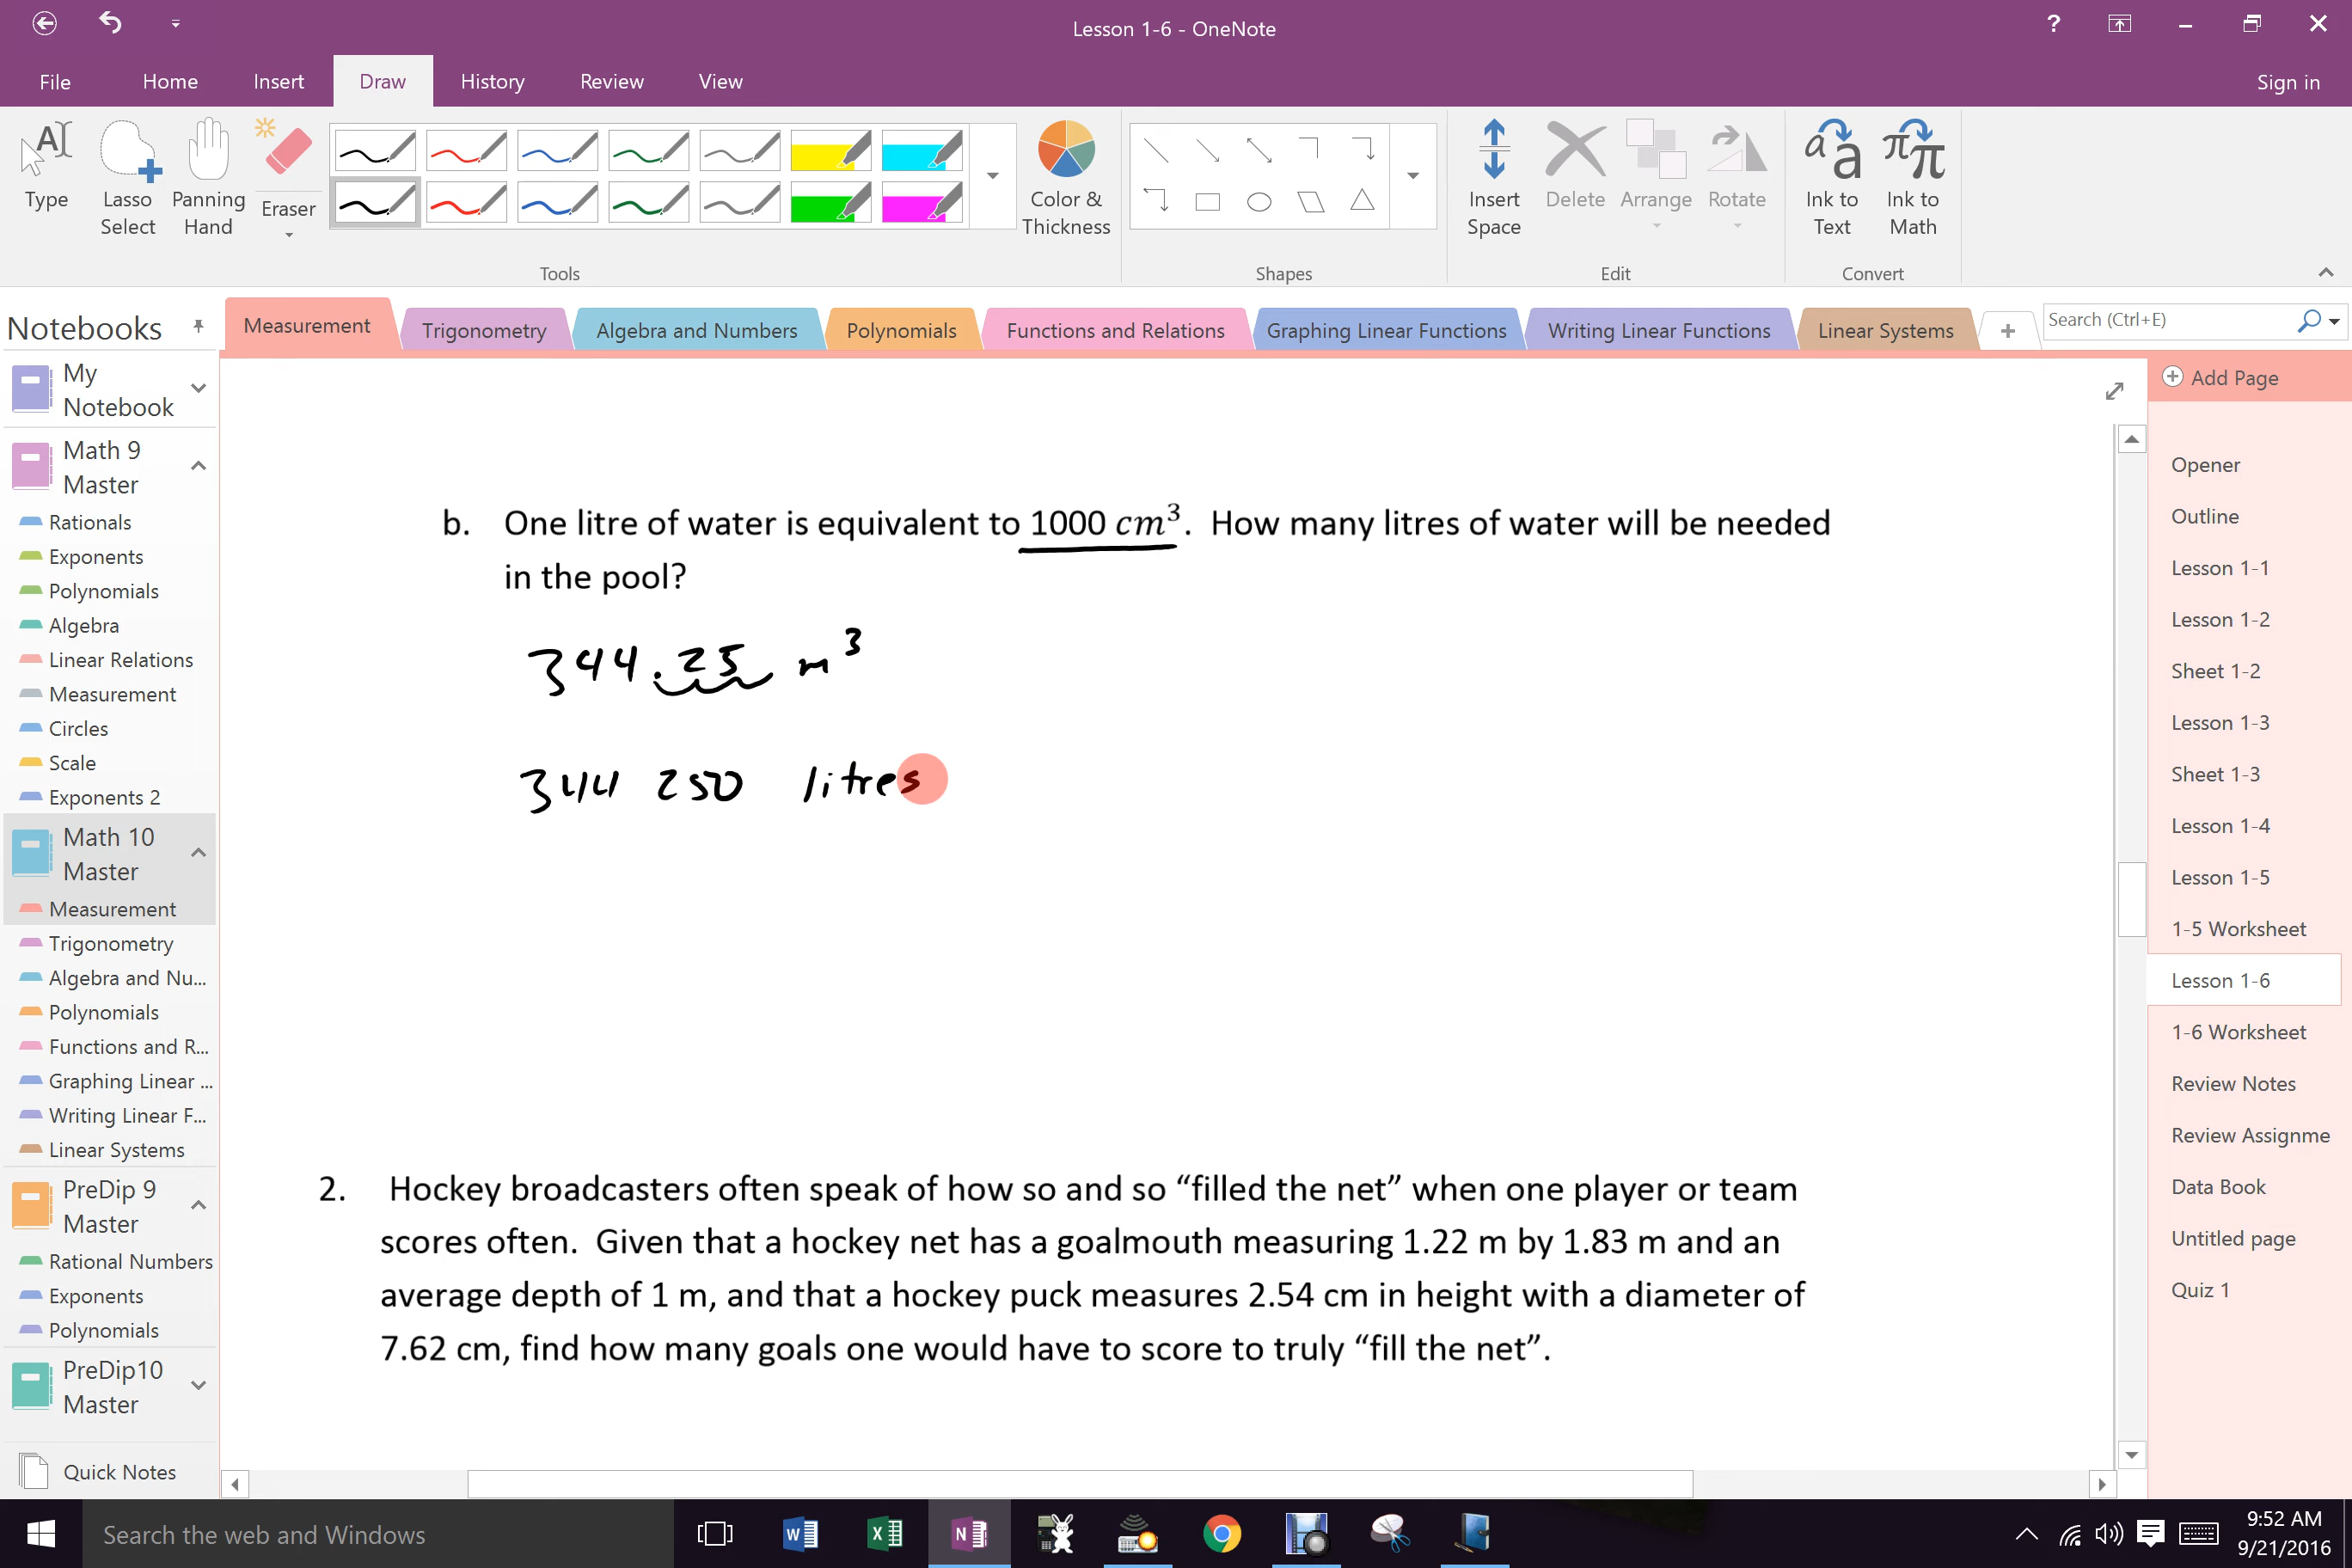 Lesson 1-6 - OneNote
File Home Insert Draw History Review View Sign in
Type
Lasso Select
Panning Hand
Eraser
Color & Thickness
Insert Space
Delete
Arrange
Rotate
Ink to Text
Ink to Math
Tools Shapes Edit Convert
Notebooks
Measurement Trigonometry Algebra and Numbers Polynomials Functions and Relations Graphing Linear Functions Writing Linear Functions Linear Systems
Search (Ctrl+E)
My Notebook
Math 9 Master
Rationals
Exponents
Polynomials
Algebra
Linear Relations
Measurement
Circles
Scale
Exponents 2
Math 10 Master
Measurement
Trigonometry
Algebra and Nu...
Polynomials
Functions and R...
Graphing Linear ...
Writing Linear F...
Linear Systems
PreDip 9 Master
Rational Numbers
Exponents
Polynomials
PreDip10 Master
Quick Notes
b. One litre of water is equivalent to 1000 cm³. How many litres of water will be needed
in the pool?
344.25 m³
344 250 litres
2. Hockey broadcasters often speak of how so and so “filled the net” when one player or team
scores often. Given that a hockey net has a goalmouth measuring 1.22 m by 1.83 m and an
average depth of 1 m, and that a hockey puck measures 2.54 cm in height with a diameter of
7.62 cm, find how many goals one would have to score to truly “fill the net”.
Add Page
Opener
Outline
Lesson 1-1
Lesson 1-2
Sheet 1-2
Lesson 1-3
Sheet 1-3
Lesson 1-4
Lesson 1-5
1-5 Worksheet
Lesson 1-6
1-6 Worksheet
Review Notes
Review Assignme
Data Book
Untitled page
Quiz 1
Search the web and Windows
9:52 AM
9/21/2016